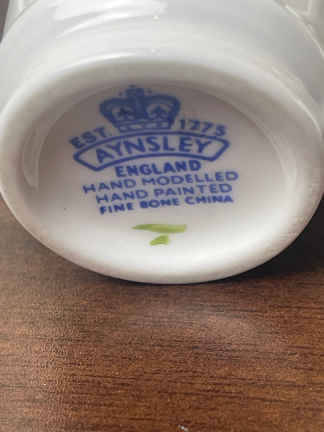 EST 1775
AYNSLEY
ENGLAND
HAND MODELLED
HAND PAINTED
FINE BONE CHINA